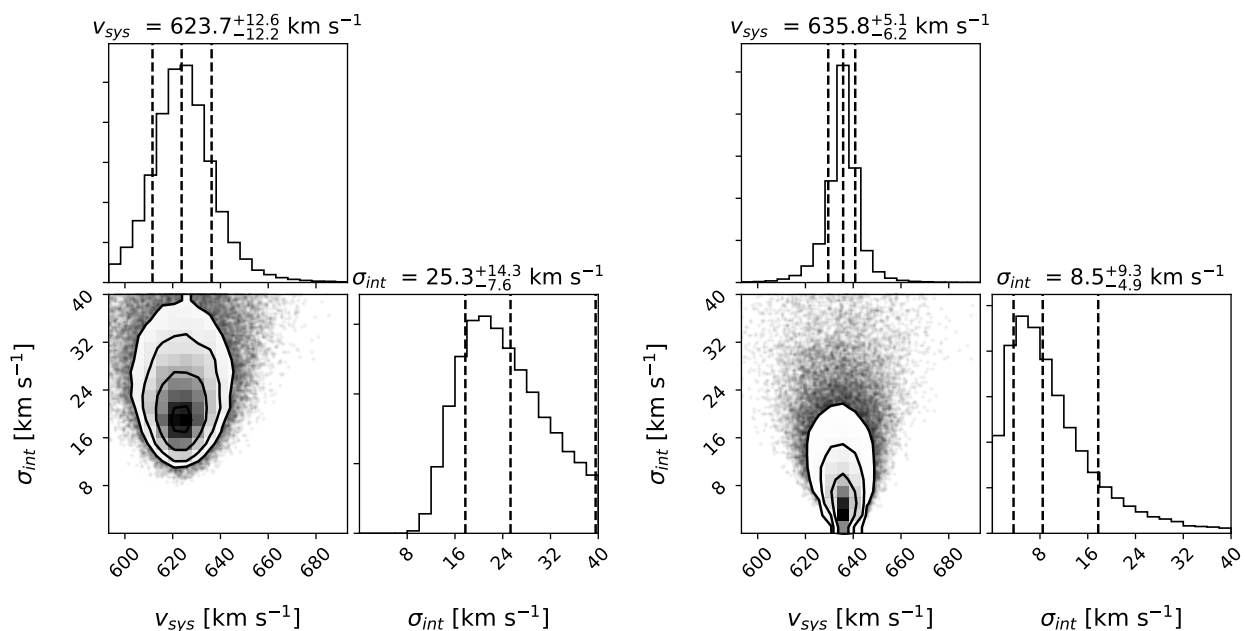 v_sys = 623.7 +12.6 −12.2 km s⁻¹
v_sys = 635.8 +5.1 −6.2 km s⁻¹
σ_int = 25.3 +14.3 −7.6 km s⁻¹
σ_int = 8.5 +9.3 −4.9 km s⁻¹
40 40
32 32
24 24
16 16
8 8
σ_int [km s⁻¹] σ_int [km s⁻¹]
600 620 640 660 680 8 16 24 32 40 600 620 640 660 680 8 16 24 32 40
v_sys [km s⁻¹] σ_int [km s⁻¹] v_sys [km s⁻¹] σ_int [km s⁻¹]